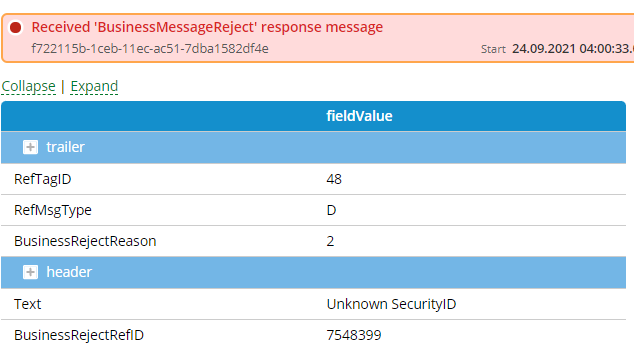 Received 'BusinessMessageReject' response message
f722115b-1ceb-11ec-ac51-7dba1582df4e Start 24.09.2021 04:00:33.
Collapse | Expand
fieldValue
trailer
RefTagID 48
RefMsgType D
BusinessRejectReason 2
header
Text Unknown SecurityID
BusinessRejectRefID 7548399